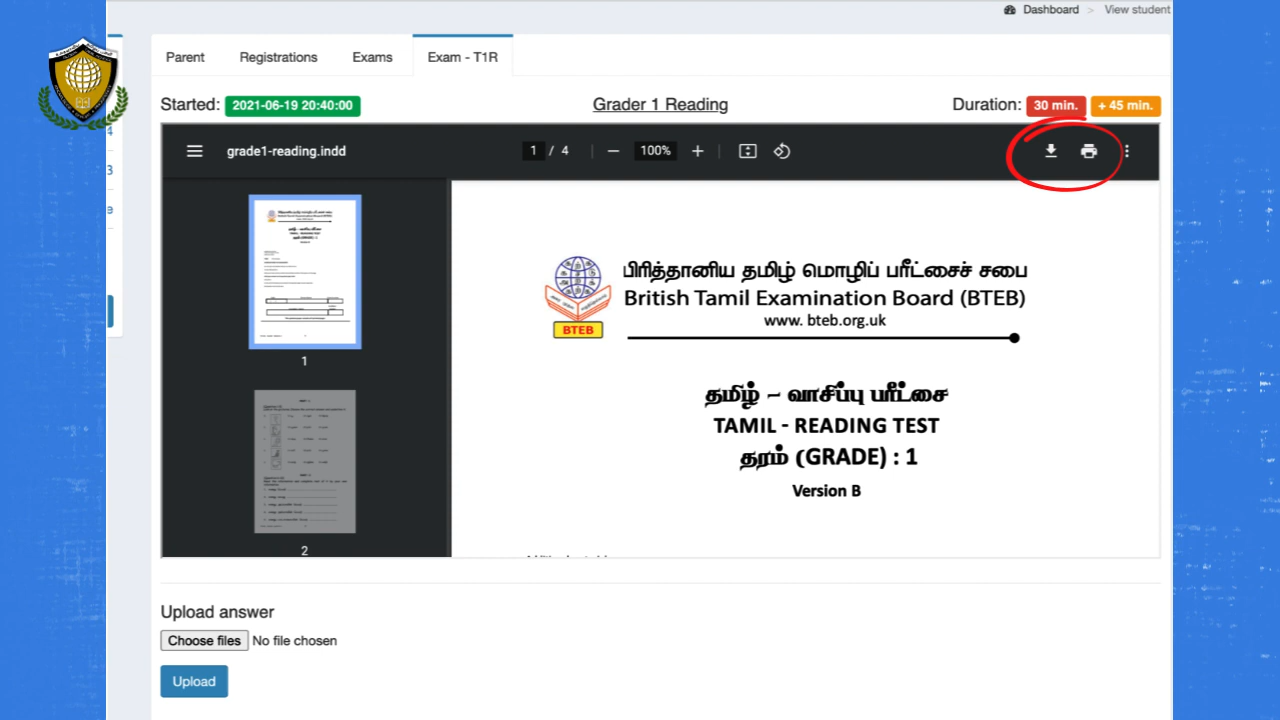 Dashboard > View student
Parent Registrations Exams Exam - T1R
Started: 2021-06-19 20:40:00 Grader 1 Reading Duration: 30 min. + 45 min.
grade1-reading.indd 1 / 4 — 100% +
பிரித்தானிய தமிழ் மொழிப் பரீட்சைச் சபை
British Tamil Examination Board (BTEB)
www. bteb.org.uk
BTEB
தமிழ் – வாசிப்பு பரீட்சை
TAMIL - READING TEST
தரம் (GRADE) : 1
Version B
1
2
Upload answer
Choose files No file chosen
Upload